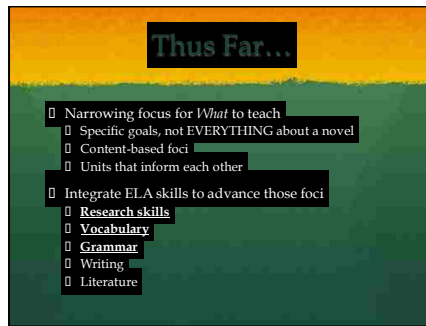 Thus Far…
▯ Narrowing focus for What to teach
▯ Specific goals, not EVERYTHING about a novel
▯ Content-based foci
▯ Units that inform each other
▯ Integrate ELA skills to advance those foci
▯ Research skills
▯ Vocabulary
▯ Grammar
▯ Writing
▯ Literature